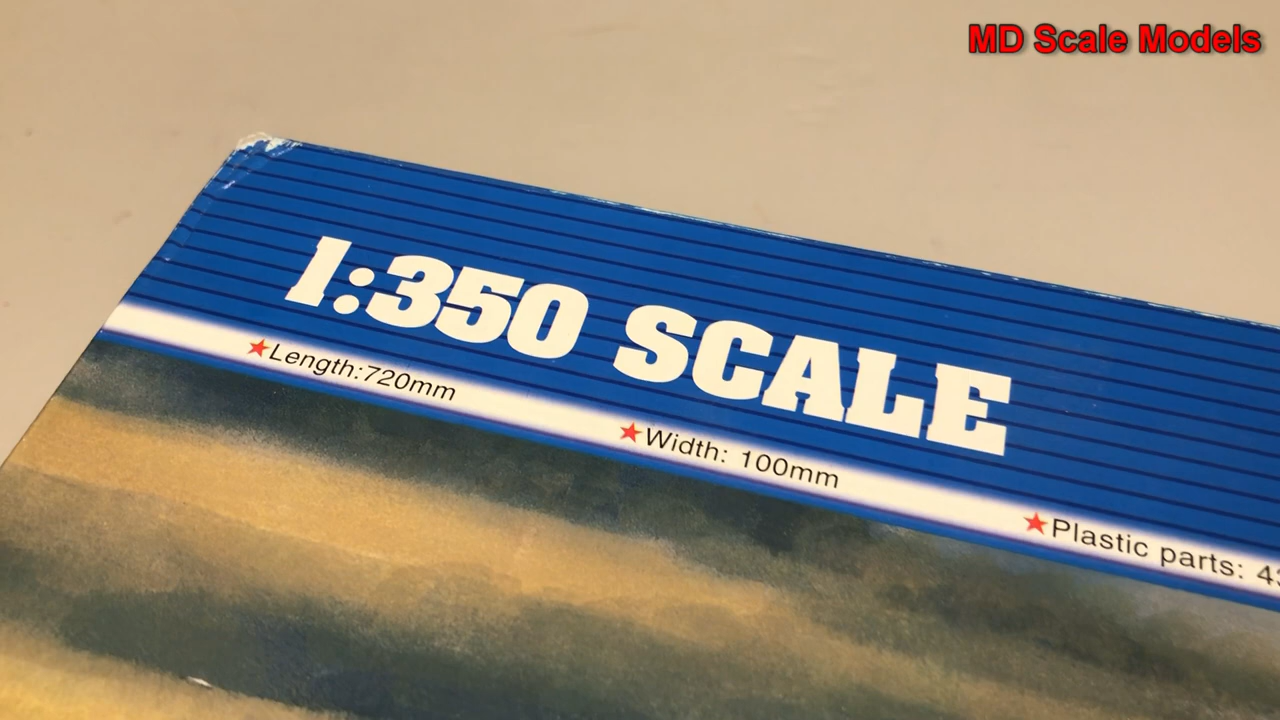 MD Scale Models
1:350 SCALE
★Length:720mm
★Width: 100mm
★Plastic parts: